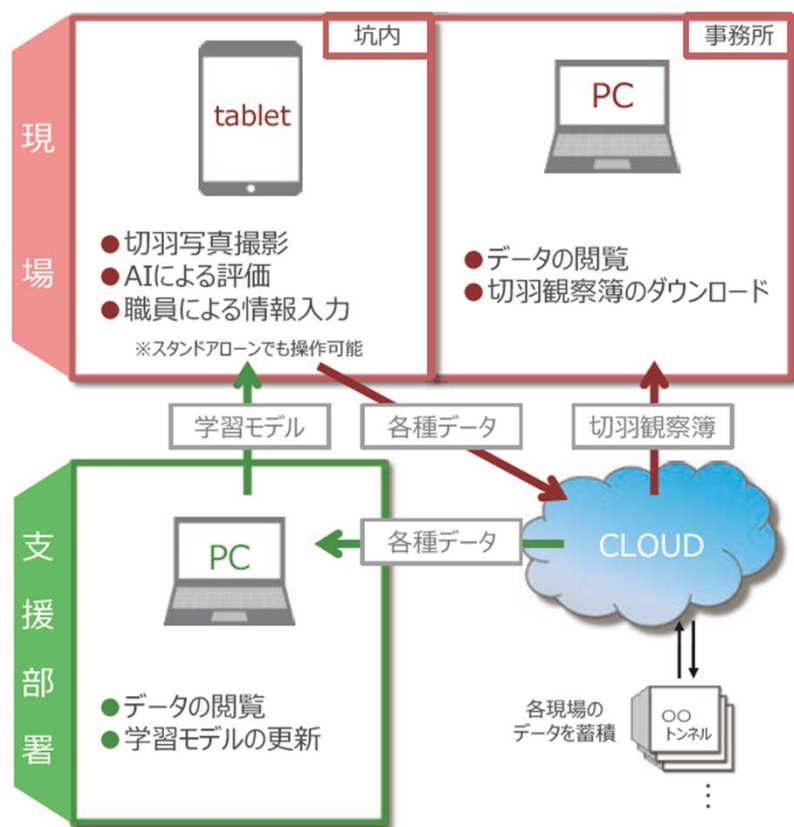 現場
坑内
tablet
●切羽写真撮影
●AIによる評価
●職員による情報入力
※スタンドアローンでも操作可能
事務所
PC
●データの閲覧
●切羽観察簿のダウンロード
学習モデル
各種データ
切羽観察簿
支援部署
PC
●データの閲覧
●学習モデルの更新
各種データ
CLOUD
各現場の
データを蓄積
○○
トンネル
⋮